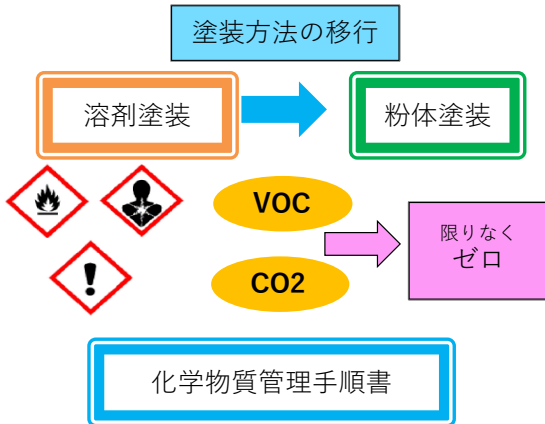 塗装方法の移行
溶剤塗装
粉体塗装
VOC
限りなく
ゼロ
CO2
化学物質管理手順書